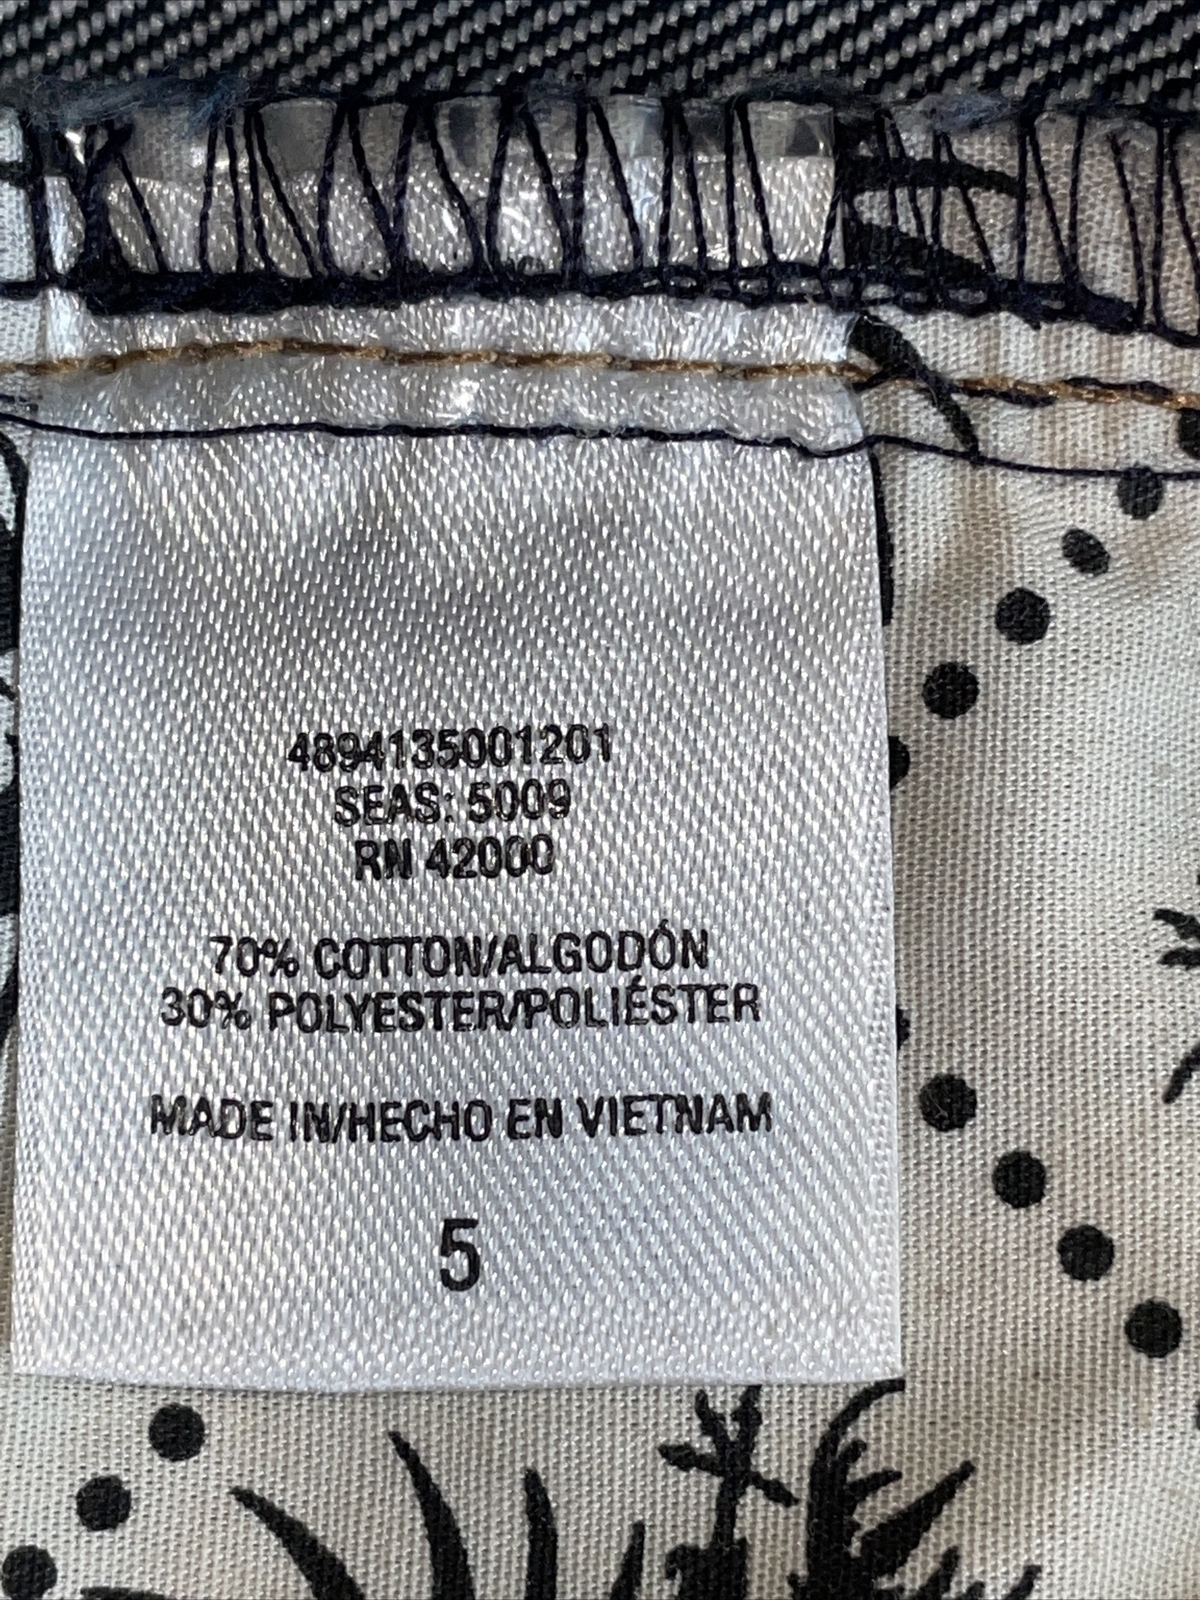 4894135001201
SEAS: 5009
RN 42000
70% COTTON/ALGODÓN
30% POLYESTER/POLIÉSTER
MADE IN/HECHO EN VIETNAM
5